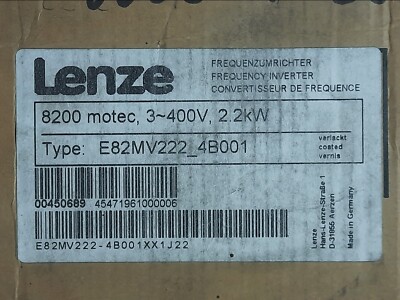 Lenze
FREQUENZUMRICHTER
FREQUENCY INVERTER
CONVERTISSEUR DE FREQUENCE
8200 motec, 3~400V, 2.2kW
Type: E82MV222_4B001
verlackt
coated
vernis
00450689 45471961000006
E82MV222-4B001XX1J22
Lenze
Hans-Lenze-Straße 1
D-31855 Aerzen
Made in Germany